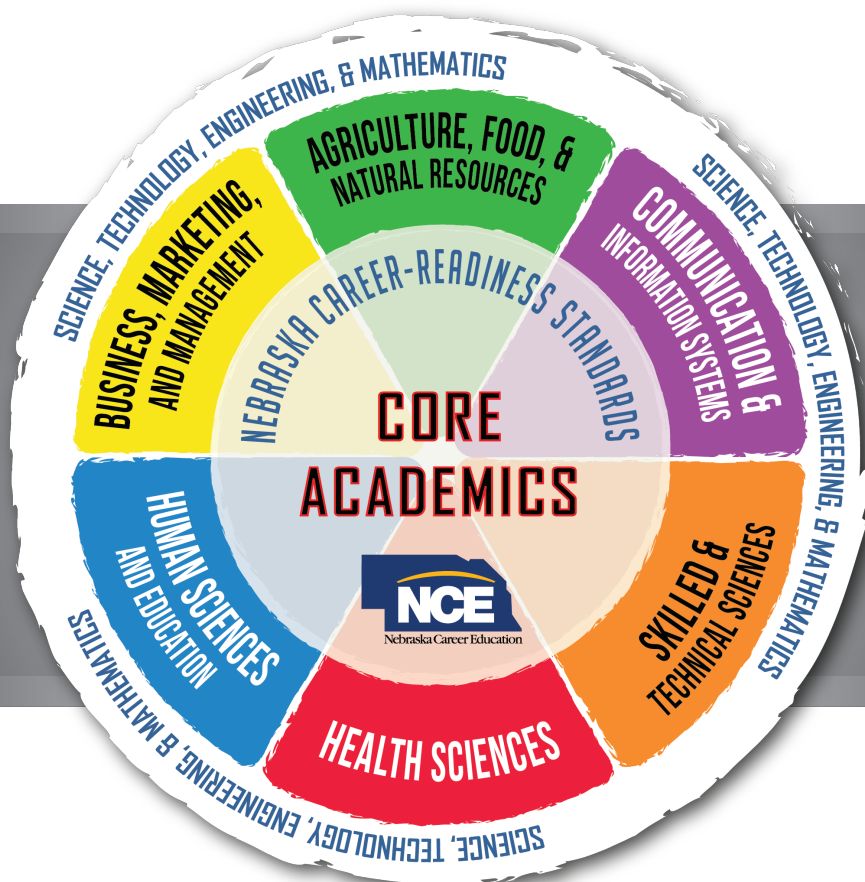 SCIENCE, TECHNOLOGY, ENGINEERING, & MATHEMATICS
AGRICULTURE, FOOD, &
NATURAL RESOURCES
SCIENCE, TECHNOLOGY, ENGINEERING, & MATHEMATICS
COMMUNICATION &
INFORMATION SYSTEMS
BUSINESS, MARKETING,
AND MANAGEMENT
NEBRASKA CAREER-READINESS STANDARDS
CORE
ACADEMICS
HUMAN SCIENCES
AND EDUCATION
SKILLED &
TECHNICAL SCIENCES
NCE
Nebraska Career Education
HEALTH SCIENCES
SCIENCE, TECHNOLOGY, ENGINEERING, & MATHEMATICS